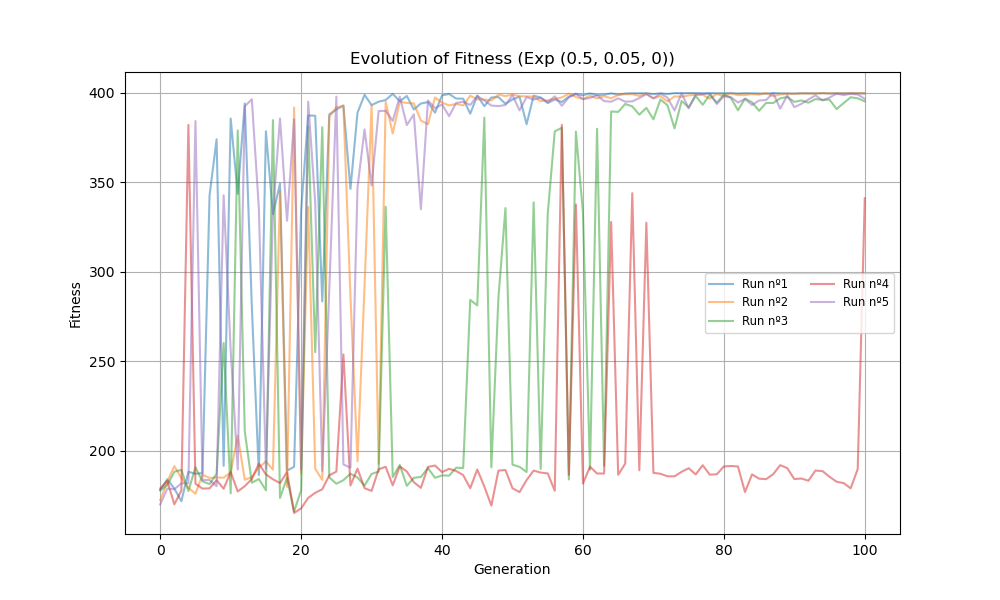 Evolution of Fitness (Exp (0.5, 0.05, 0))
400
350
300
250
200
Fitness
Run nº1
Run nº2
Run nº3
Run nº4
Run nº5
0 20 40 60 80 100
Generation